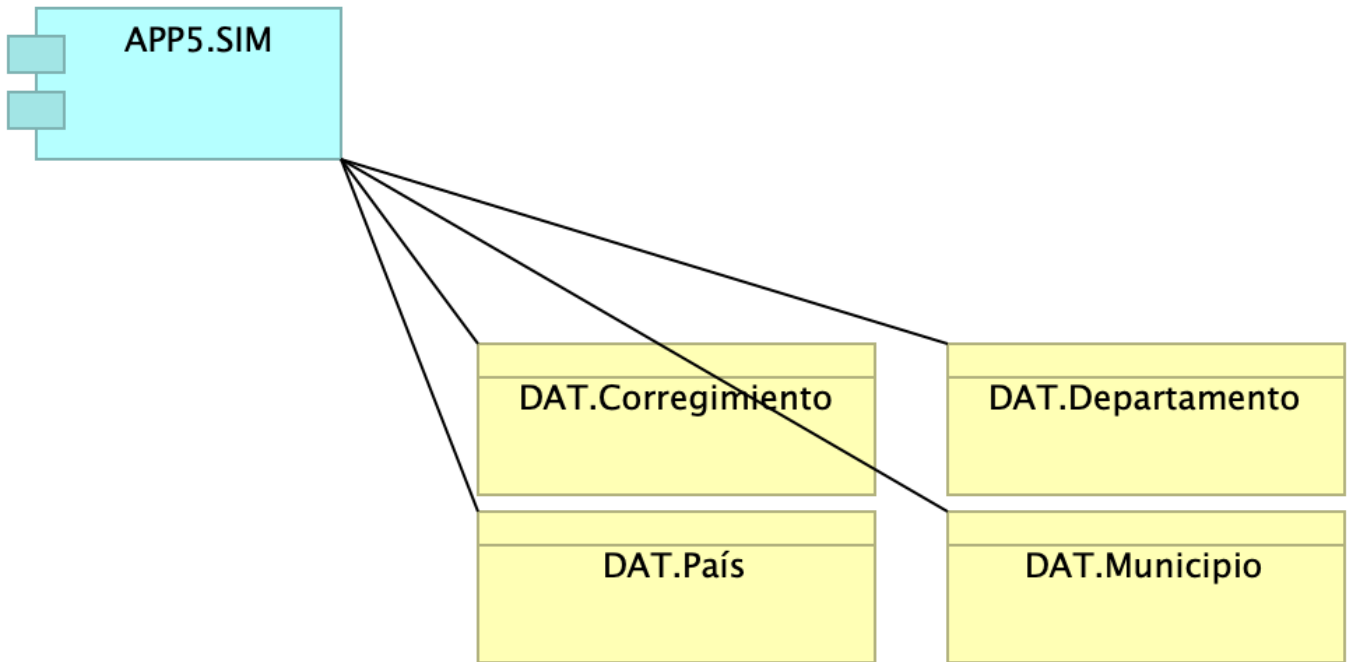 APP5.SIM
DAT.Corregimiento
DAT.Departamento
DAT.País
DAT.Municipio